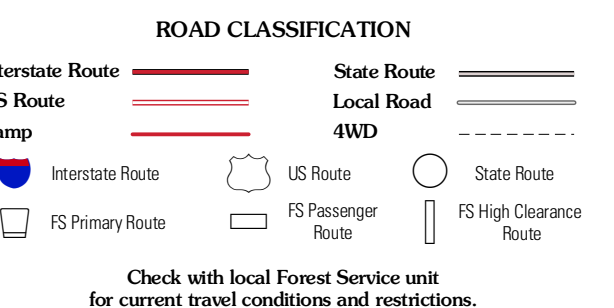 ROAD CLASSIFICATION
terstate Route State Route
S Route Local Road
amp 4WD
Interstate Route US Route State Route
FS Primary Route FS Passenger Route FS High Clearance Route
Check with local Forest Service unit
for current travel conditions and restrictions.